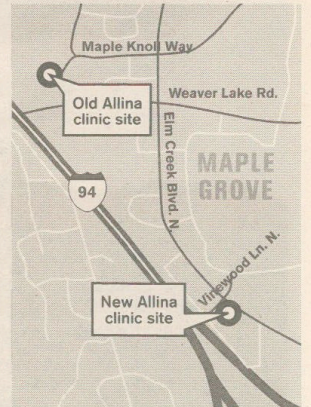 Maple Knoll Way
Old Allina
clinic site
Weaver Lake Rd.
Elm Creek Blvd. N.
MAPLE
GROVE
94
Vinewood Ln. N.
New Allina
clinic site